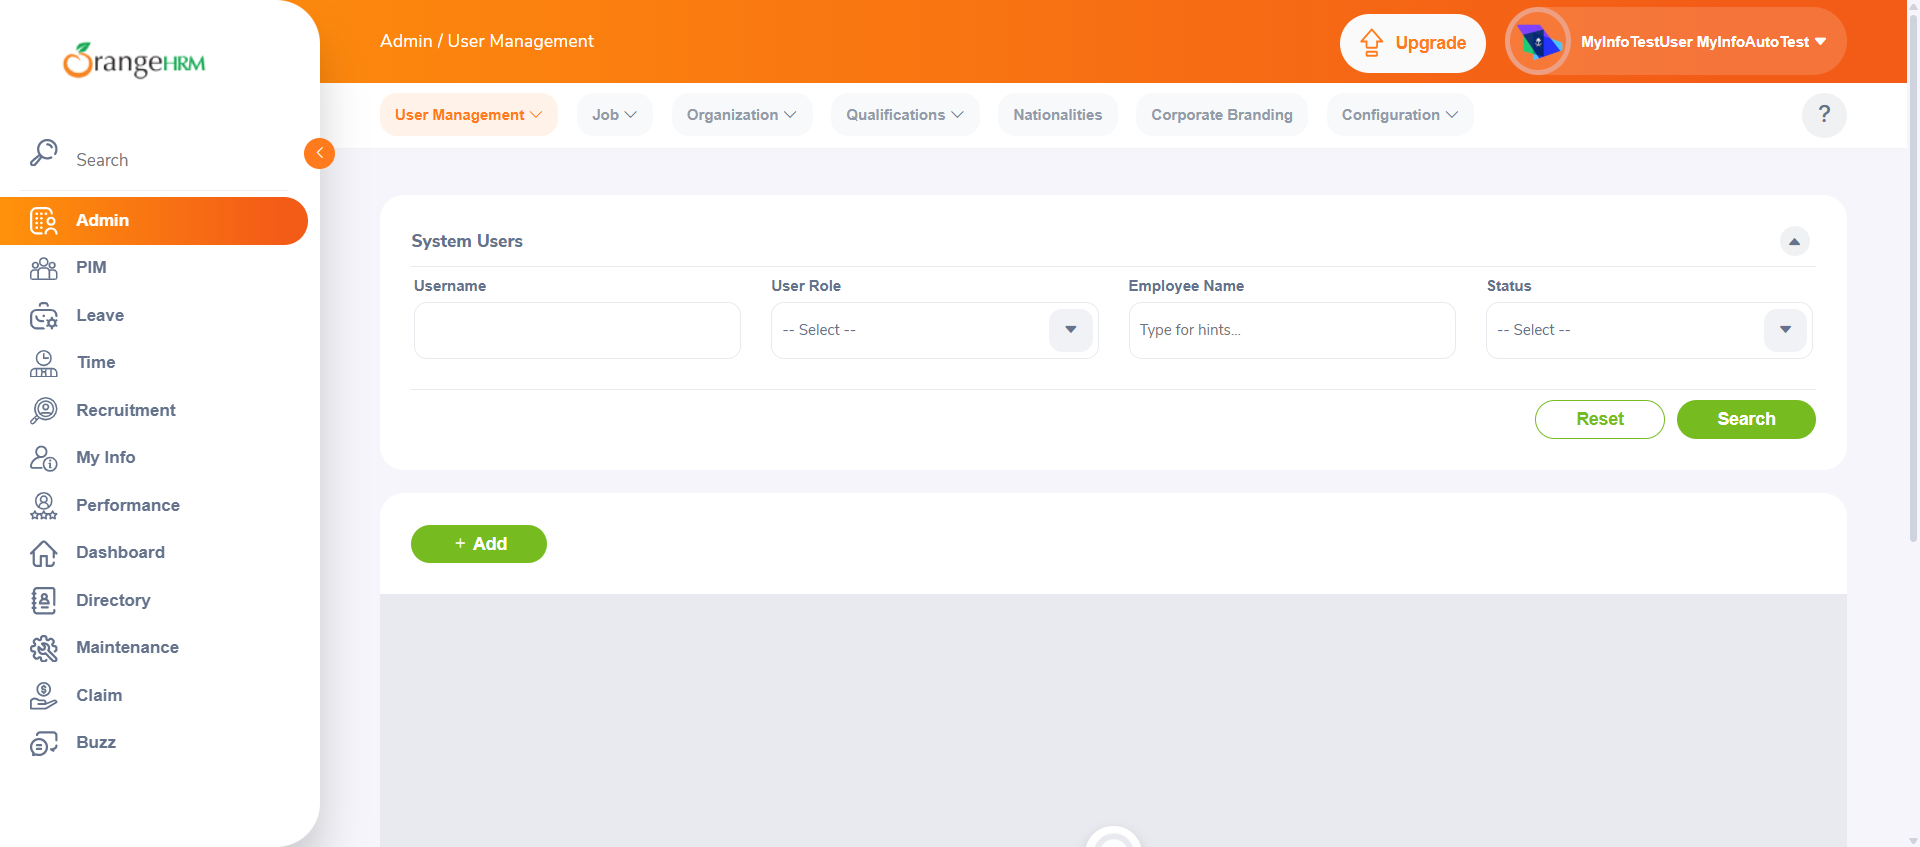 OrangeHRM
Admin / User Management
Upgrade
MyInfoTestUser MyInfoAutoTest
User Management
Job
Organization
Qualifications
Nationalities
Corporate Branding
Configuration
?
Search
Admin
PIM
Leave
Time
Recruitment
My Info
Performance
Dashboard
Directory
Maintenance
Claim
Buzz
System Users
Username
User Role
Employee Name
Status
-- Select --
Type for hints...
-- Select --
Reset
Search
+ Add